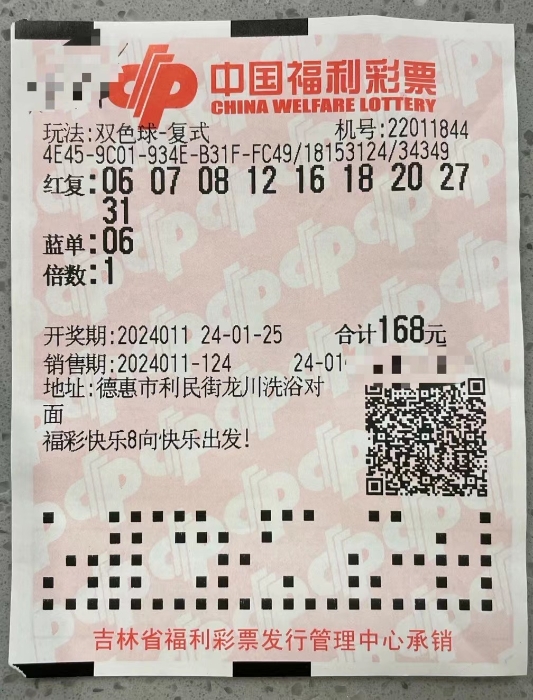 中国福利彩票
CHINA WELFARE LOTTERY
玩法:双色球-复式 机号:22011844
4E45-9C01-934E-B31F-FC49/18153124/34349
红复:06 07 08 12 16 18 20 27
31
蓝单:06
倍数:1
开奖期:2024011 24-01-25 合计168元
销售期:2024011-124 24-01
地址:德惠市利民街龙川洗浴对
面
福彩快乐8向快乐出发!
吉林省福利彩票发行管理中心承销